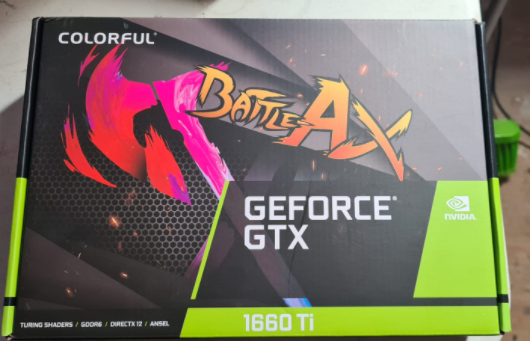 COLORFUL®
BATTLE-AX
GEFORCE®
GTX
NVIDIA
1660 Ti
TURING SHADERS / GDDR6 / DIRECTX 12 / ANSEL